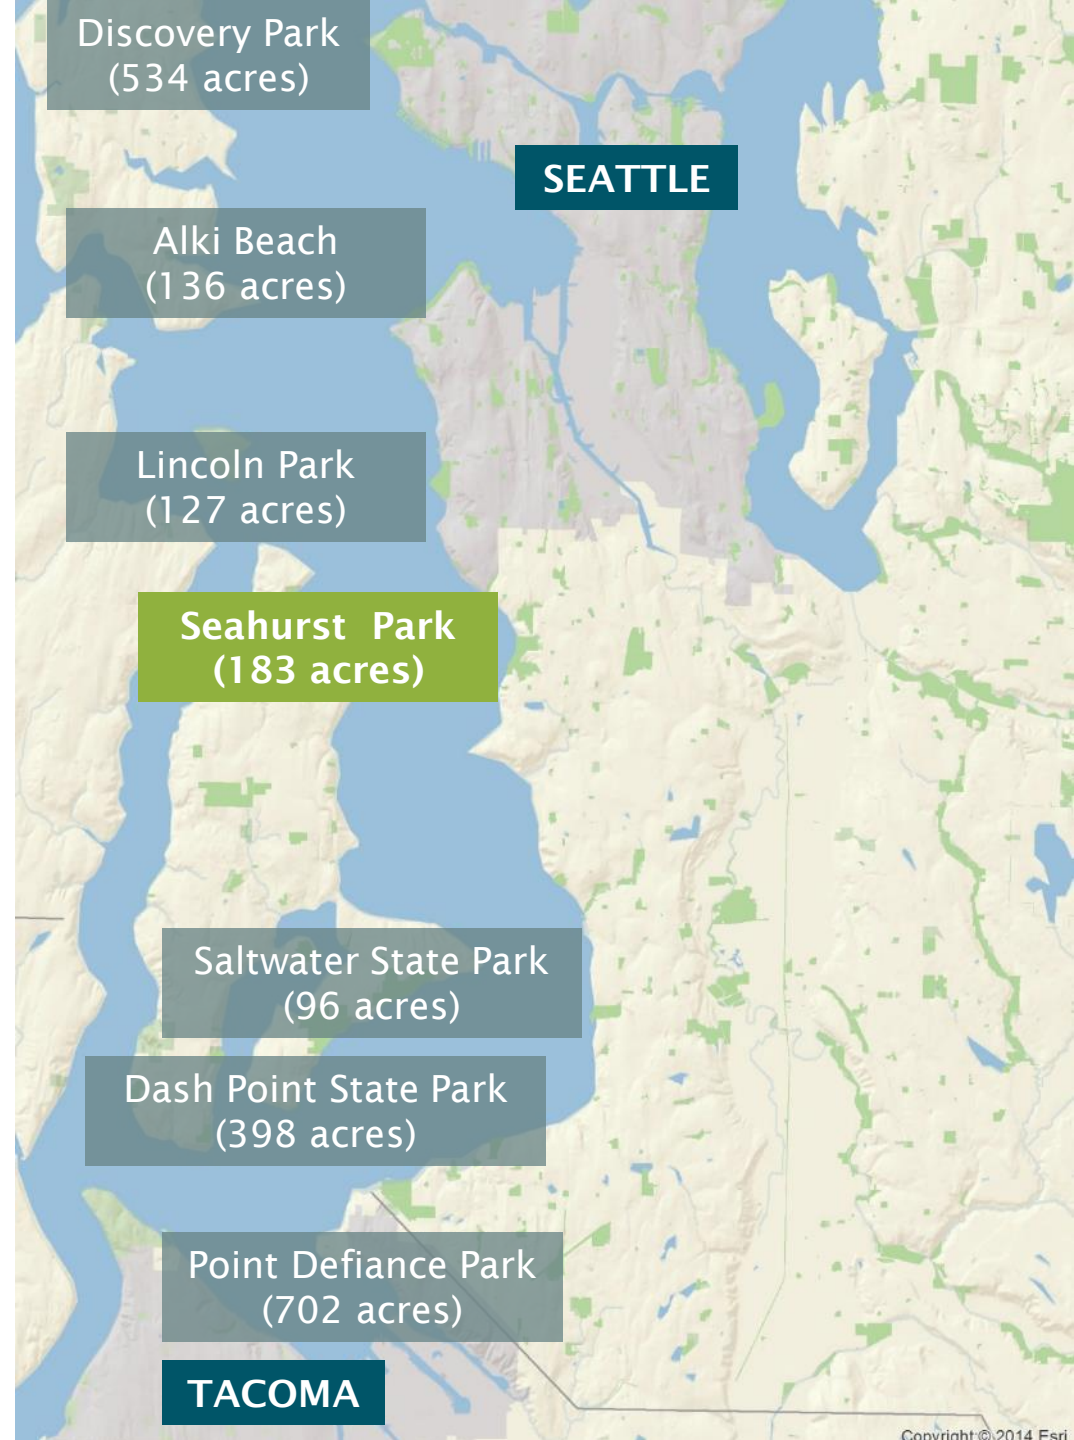 Discovery Park
(534 acres)
SEATTLE
Alki Beach
(136 acres)
Lincoln Park
(127 acres)
Seahurst  Park
(183 acres)
Saltwater State Park
(96 acres)
Dash Point State Park
(398 acres)
Point Defiance Park
(702 acres)
TACOMA
Copyright © 2014 Esri